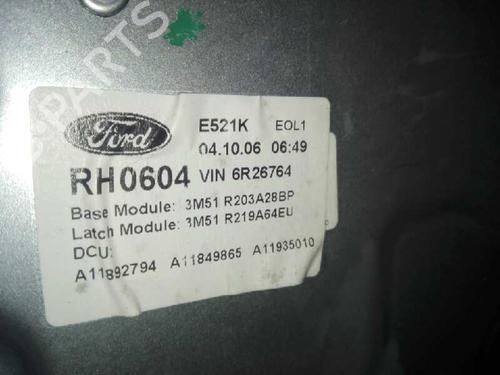 PARTS
Ford
E521K EOL1
04.10.06 06:49
RH0604 VIN 6R26764
Base Module: 3M51 R203A28BP
Latch Module: 3M51 R219A64EU
DCU:
A11892794 A11849865 A11935010